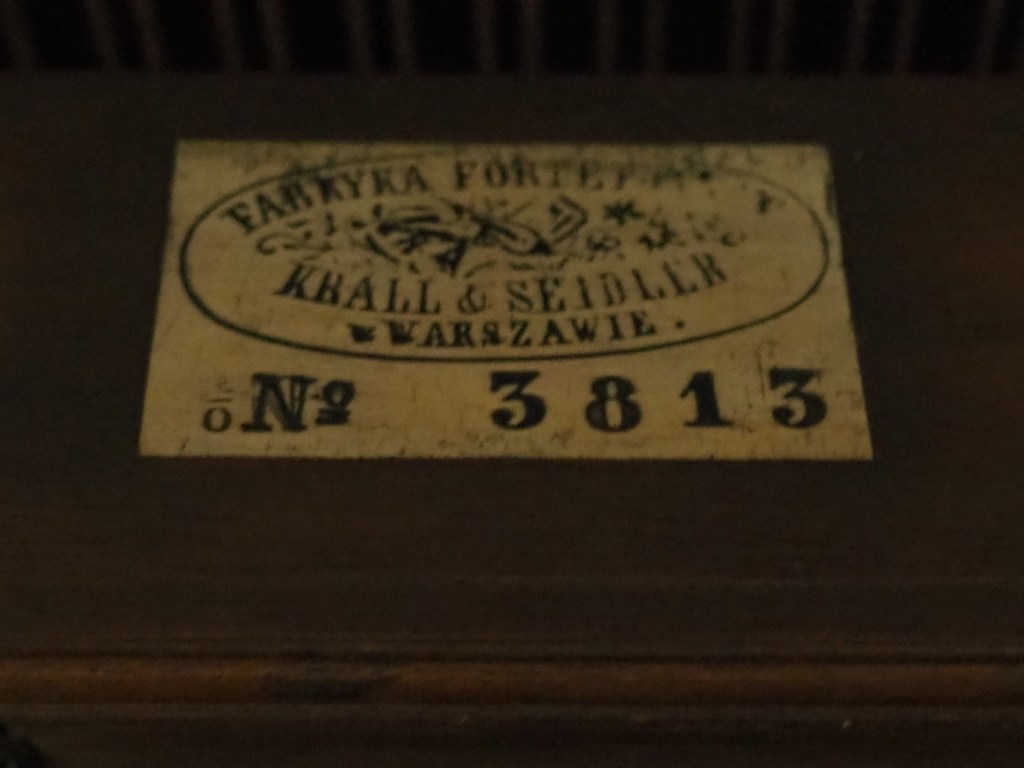 FABRYKA
KRALL & SEIDLER
w WARSZAWIE.
No 3813